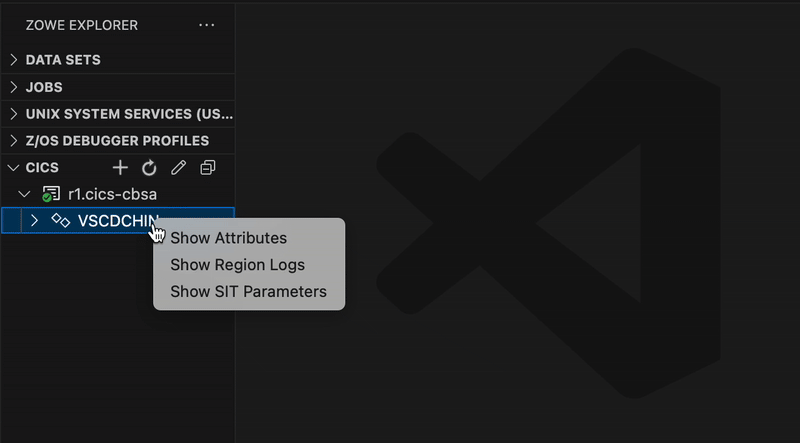 ZOWE EXPLORER
DATA SETS
JOBS
UNIX SYSTEM SERVICES (US...
Z/OS DEBUGGER PROFILES
CICS
r1.cics-cbsa
VSCDCHIN
Show Attributes
Show Region Logs
Show SIT Parameters